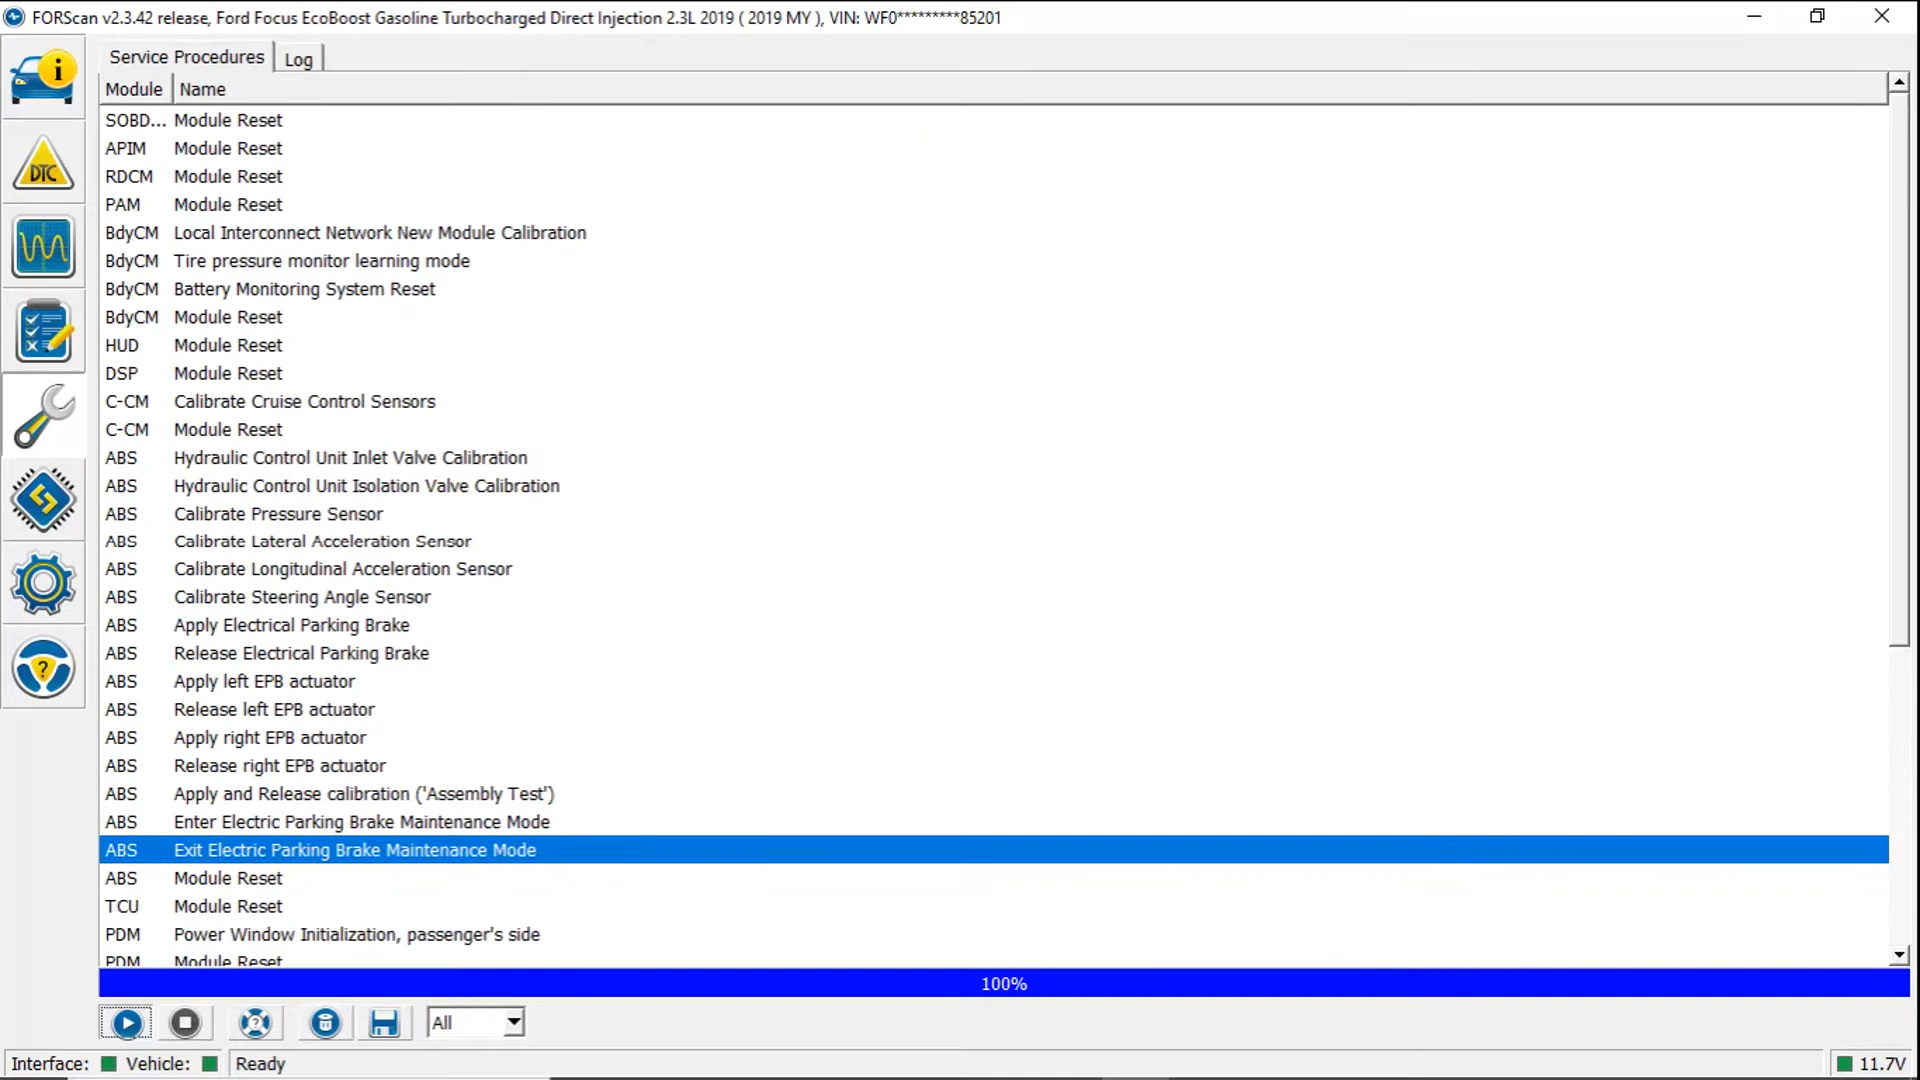 FORScan v2.3.42 release, Ford Focus EcoBoost Gasoline Turbocharged Direct Injection 2.3L 2019 ( 2019 MY ), VIN: WF0*********85201
Service Procedures Log
Module Name
SOBD... Module Reset
APIM Module Reset
RDCM Module Reset
PAM Module Reset
BdyCM Local Interconnect Network New Module Calibration
BdyCM Tire pressure monitor learning mode
BdyCM Battery Monitoring System Reset
BdyCM Module Reset
HUD Module Reset
DSP Module Reset
C-CM Calibrate Cruise Control Sensors
C-CM Module Reset
ABS Hydraulic Control Unit Inlet Valve Calibration
ABS Hydraulic Control Unit Isolation Valve Calibration
ABS Calibrate Pressure Sensor
ABS Calibrate Lateral Acceleration Sensor
ABS Calibrate Longitudinal Acceleration Sensor
ABS Calibrate Steering Angle Sensor
ABS Apply Electrical Parking Brake
ABS Release Electrical Parking Brake
ABS Apply left EPB actuator
ABS Release left EPB actuator
ABS Apply right EPB actuator
ABS Release right EPB actuator
ABS Apply and Release calibration ('Assembly Test')
ABS Enter Electric Parking Brake Maintenance Mode
ABS Exit Electric Parking Brake Maintenance Mode
ABS Module Reset
TCU Module Reset
PDM Power Window Initialization, passenger's side
PDM Module Reset
100%
All
Interface: Vehicle: Ready 11.7V
i
DTC
?
?